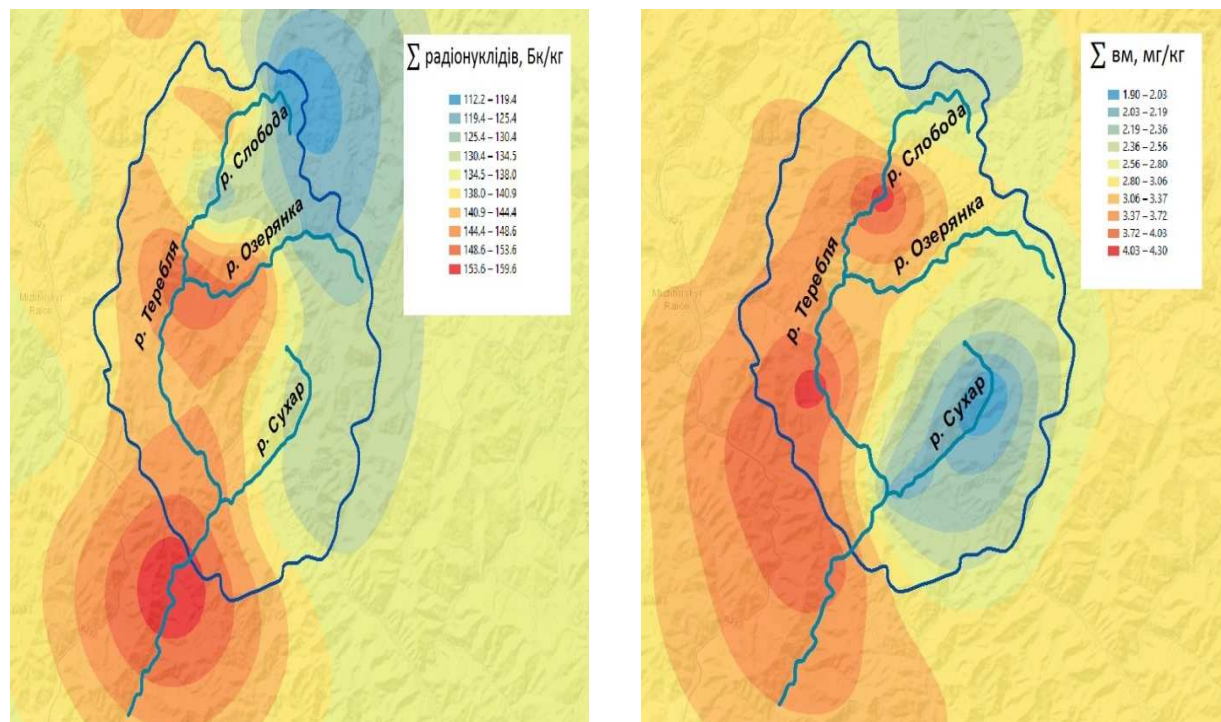 ∑ радіонуклідів, Бк/кг
112.2 – 119.4
119.4 – 125.4
125.4 – 130.4
130.4 – 134.5
134.5 – 138.0
138.0 – 140.9
140.9 – 144.4
144.4 – 148.6
148.6 – 153.6
153.6 – 159.6
р. Слобода
р. Озерянка
р. Теребля
р. Сухар
∑ вм, мг/кг
1.90 – 2.03
2.03 – 2.19
2.19 – 2.36
2.36 – 2.56
2.56 – 2.80
2.80 – 3.06
3.06 – 3.37
3.37 – 3.72
3.72 – 4.03
4.03 – 4.30
р. Слобода
р. Озерянка
р. Теребля
р. Сухар